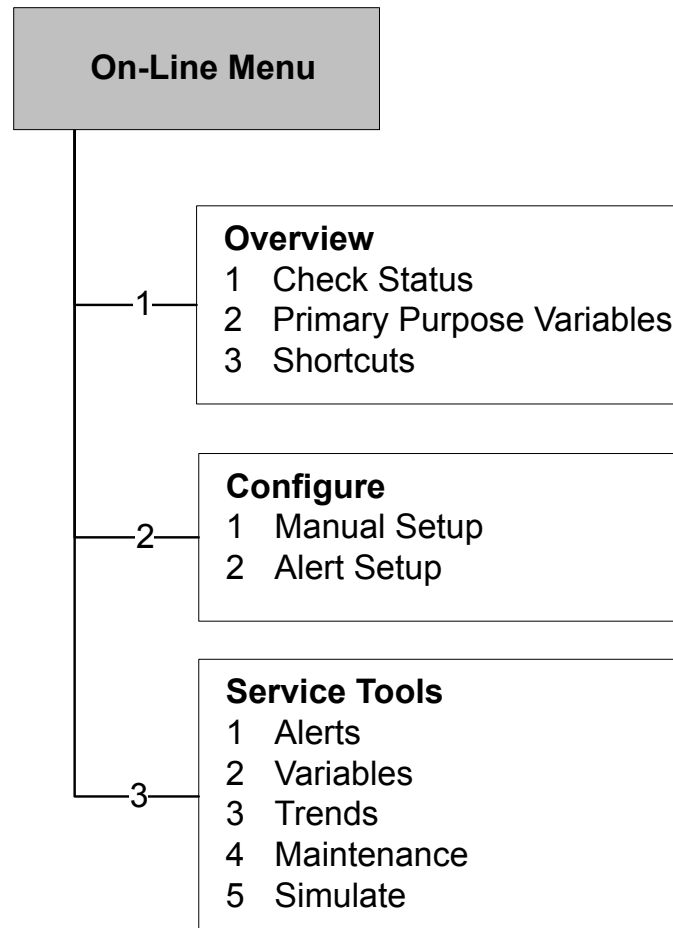 On-Line Menu
1
Overview
1 Check Status
2 Primary Purpose Variables
3 Shortcuts
2
Configure
1 Manual Setup
2 Alert Setup
3
Service Tools
1 Alerts
2 Variables
3 Trends
4 Maintenance
5 Simulate